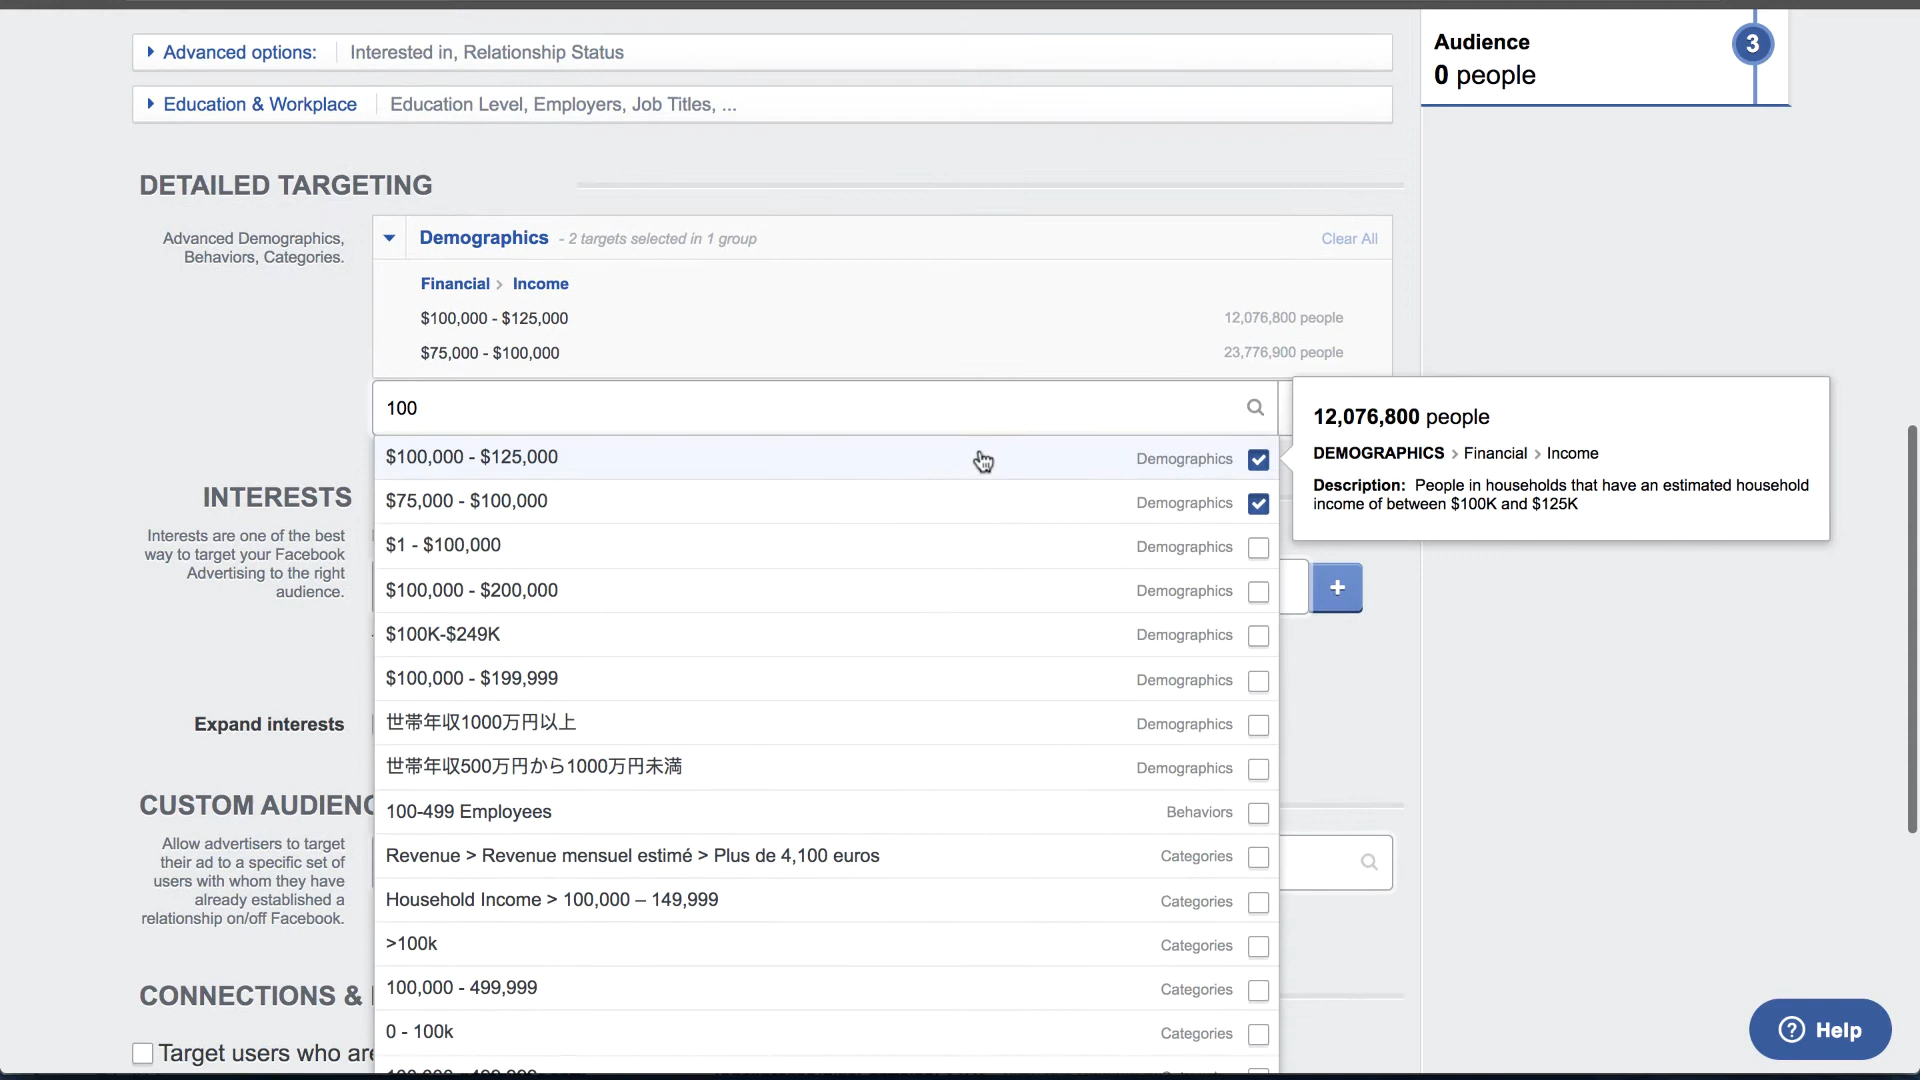 Audience
3
0 people
Advanced options: Interested in, Relationship Status
Education & Workplace Education Level, Employers, Job Titles, ...
DETAILED TARGETING
Advanced Demographics,
Behaviors, Categories.
Demographics - 2 targets selected in 1 group Clear All
Financial > Income
$100,000 - $125,000 12,076,800 people
$75,000 - $100,000 23,776,900 people
100
$100,000 - $125,000 Demographics
$75,000 - $100,000 Demographics
$1 - $100,000 Demographics
$100,000 - $200,000 Demographics
$100K-$249K Demographics
$100,000 - $199,999 Demographics
世帯年収1000万円以上 Demographics
世帯年収500万円から1000万円未満 Demographics
100-499 Employees Behaviors
Revenue > Revenue mensuel estimé > Plus de 4,100 euros Categories
Household Income > 100,000 – 149,999 Categories
>100k Categories
100,000 - 499,999 Categories
0 - 100k Categories
12,076,800 people
DEMOGRAPHICS > Financial > Income
Description: People in households that have an estimated household
income of between $100K and $125K
INTERESTS
Interests are one of the best
way to target your Facebook
Advertising to the right
audience.
+
Expand interests
CUSTOM AUDIENC
Allow advertisers to target
their ad to a specific set of
users with whom they have
already established a
relationship on/off Facebook.
CONNECTIONS &
Target users who are
? Help